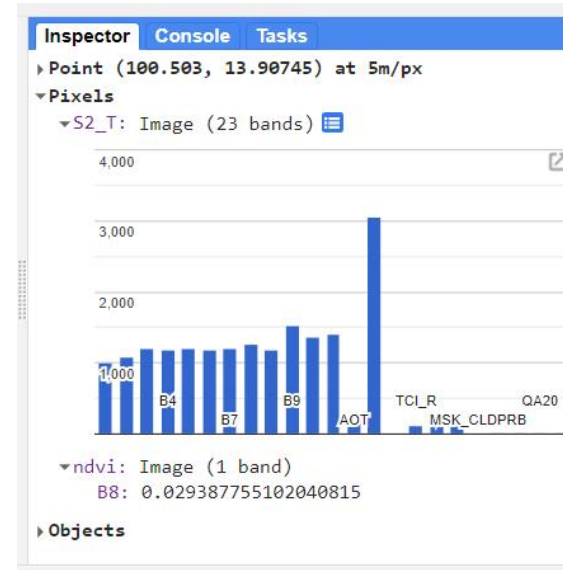 Inspector Console Tasks
Point (100.503, 13.90745) at 5m/px
Pixels
S2_T: Image (23 bands)
4,000
3,000
2,000
1,000
B4 B9 TCI_R QA20
B7 AOT MSK_CLDPRB
ndvi: Image (1 band)
B8: 0.029387755102040815
Objects